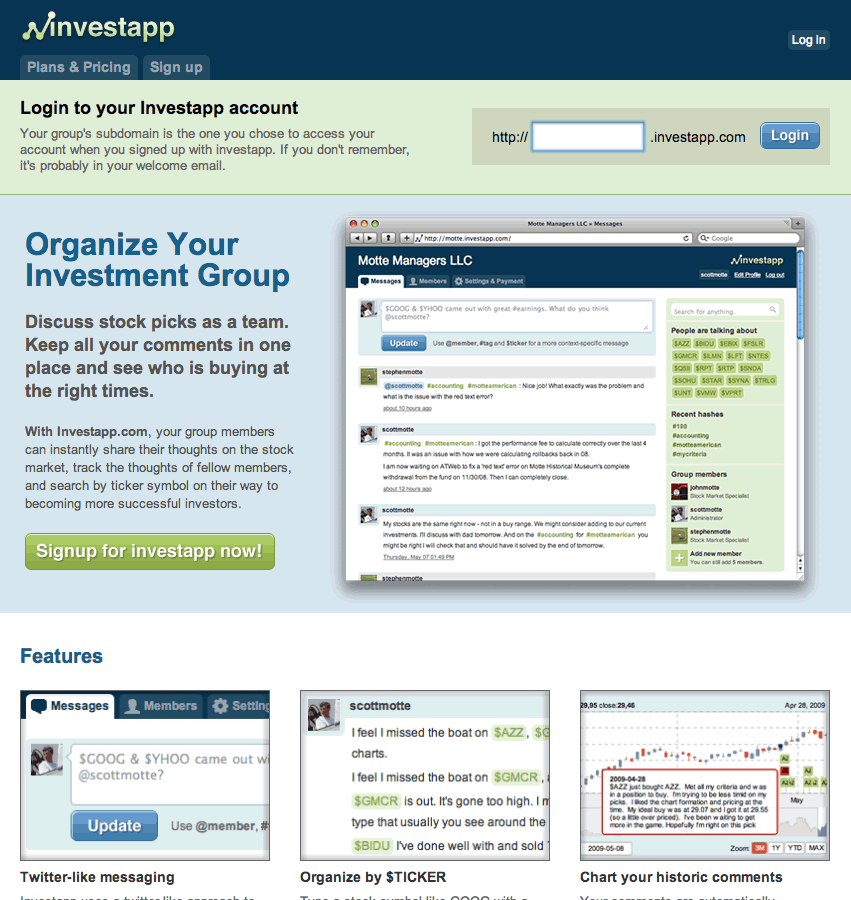 investapp
Log in
Plans & Pricing
Sign up
Login to your Investapp account
Your group's subdomain is the one you chose to access your
account when you signed up with investapp. If you don't remember,
it's probably in your welcome email.
http://
.investapp.com
Login
Organize Your
Investment Group
Discuss stock picks as a team.
Keep all your comments in one
place and see who is buying at
the right times.
With Investapp.com, your group members
can instantly share their thoughts on the stock
market, track the thoughts of fellow members,
and search by ticker symbol on their way to
becoming more successful investors.
Signup for investapp now!
Motte Managers LLC • Messages
http://motte.investapp.com/
Google
Motte Managers LLC
investapp
scottmotte Edit Profile Log out
Messages Members Settings & Payment
$GOOG & $YHOO came out with great #earnings. What do you think
@scottmotte?
Update
Use @member, #tag and $ticker for a more context-specific message
stephenmotte
@scottmotte #accounting #motteamerican : Nice job! What exactly was the problem and
what is the issue with the red text error?
about 10 hours ago
scottmotte
#accounting #motteamerican : I got the performance fee to calculate correctly over the last 4
months. It was an issue with how we were calculating rollbacks back in 08.
I am now waiting on ATWeb to fix a 'red text' error on Motte Historical Museum's complete
withdrawal from the fund on 11/30/08. Then I can completely close.
about 12 hours ago
scottmotte
My stocks are the same right now - not in a buy range. We might consider adding to our current
investments. I'll discuss with dad tomorrow. And on the #accounting for #motteamerican you
might be right I will check that and should have it solved by the end of tomorrow.
Thursday, May 07 01:49 PM
stephenmotte
Search for anything.
People are talking about
$AZZ $BIDU $EBIX $FSLR
$GMCR $ILMN $LFT $NTES
$QSII $RPT $RTP $SNDA
$SOHU $STAR $SYNA $TRLG
$UNT $VMW $VPRT
Recent hashes
#100
#accounting
#motteamerican
#mycriteria
Group members
johnmotte
Stock Market Specialist
scottmotte
Administrator
stephenmotte
Stock Market Specialist
Add new member
You can still add 5 members.
Features
Messages Members Setting
$GOOG & $YHOO came out wi
@scottmotte?
Update
Use @member, #
Twitter-like messaging
scottmotte
I feel I missed the boat on $AZZ , $G
charts.
I feel I missed the boat on $GMCR , a
$GMCR is out. It's gone too high. I m
type that usually you see around the
$BIDU I've done well with and sold
Organize by $TICKER
29,95 close:29,46
Apr 28, 2009
2009-04-28
$AZZ just bought AZZ. Met all my criteria and was
in a position to buy. I'm trying to be less timid on my
picks. I liked the chart formation and pricing at the
time. My ideal buy was at 29.07 and I got it at 29.55
(so a little over priced). I've been waiting to get
more in the game. Hopefully I'm right on this pick
May
2009-05-08
Zoom: 3M 1Y YTD MAX
Chart your historic comments